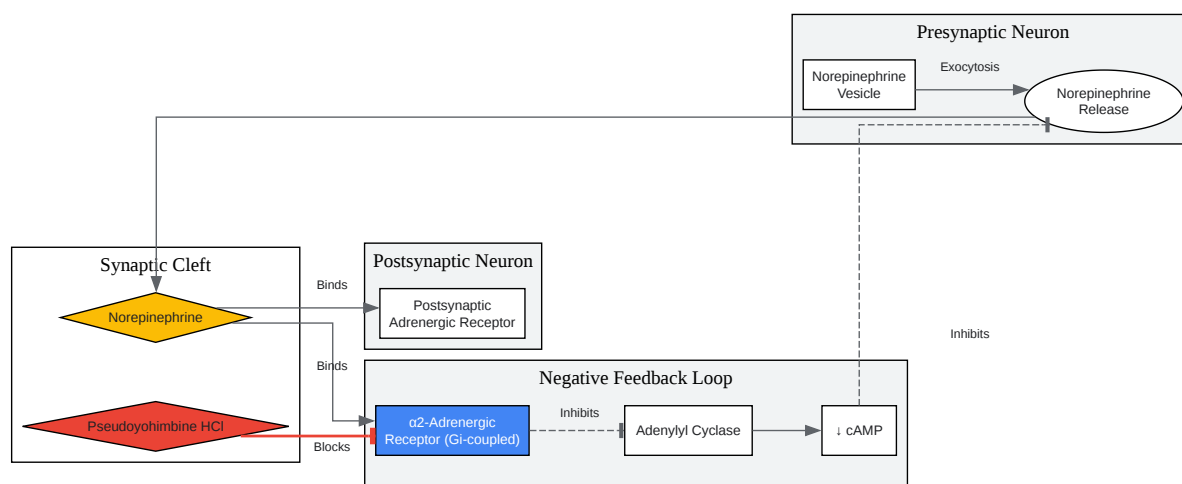 Presynaptic Neuron
Norepinephrine
Vesicle
Exocytosis
Norepinephrine
Release
Synaptic Cleft
Norepinephrine
Pseudoyohimbine HCl
Binds
Binds
Blocks
Postsynaptic Neuron
Postsynaptic
Adrenergic Receptor
Inhibits
Negative Feedback Loop
α2-Adrenergic
Receptor (Gi-coupled)
Inhibits
Adenylyl Cyclase
↓ cAMP